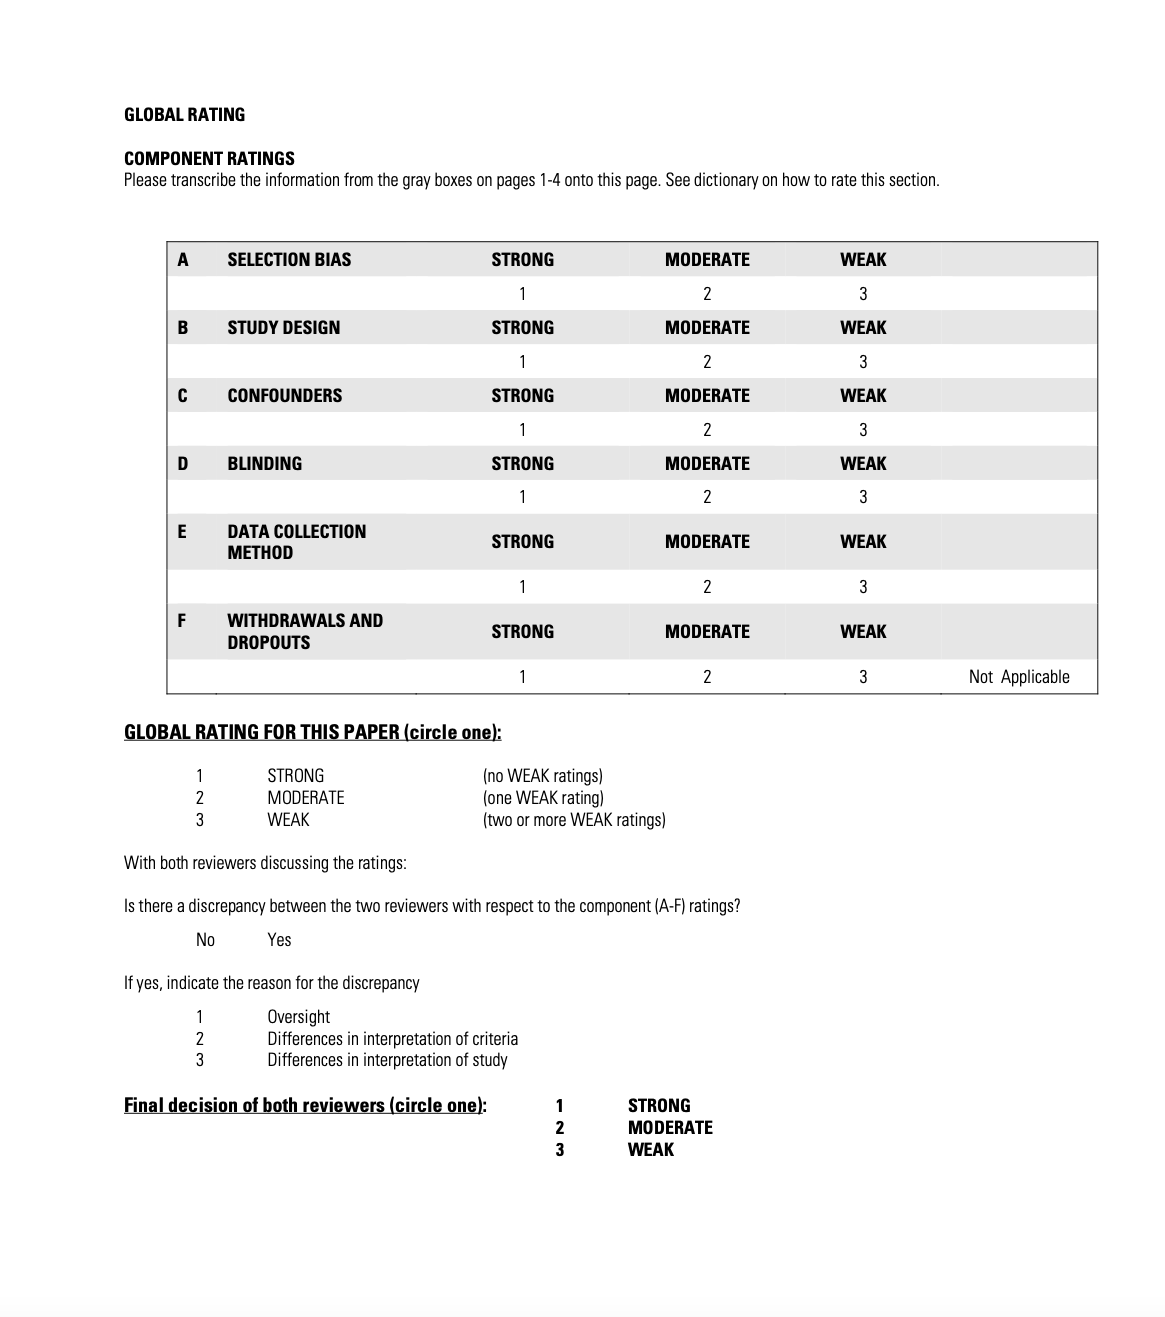 GLOBAL RATING
COMPONENT RATINGS
Please transcribe the information from the gray boxes on pages 1-4 onto this page. See dictionary on how to rate this section.
A SELECTION BIAS STRONG MODERATE WEAK
1 2 3
B STUDY DESIGN STRONG MODERATE WEAK
1 2 3
C CONFOUNDERS STRONG MODERATE WEAK
1 2 3
D BLINDING STRONG MODERATE WEAK
1 2 3
E DATA COLLECTION
METHOD STRONG MODERATE WEAK
1 2 3
F WITHDRAWALS AND
DROPOUTS STRONG MODERATE WEAK
1 2 3 Not Applicable
GLOBAL RATING FOR THIS PAPER (circle one):
1 STRONG (no WEAK ratings)
2 MODERATE (one WEAK rating)
3 WEAK (two or more WEAK ratings)
With both reviewers discussing the ratings:
Is there a discrepancy between the two reviewers with respect to the component (A-F) ratings?
No Yes
If yes, indicate the reason for the discrepancy
1 Oversight
2 Differences in interpretation of criteria
3 Differences in interpretation of study
Final decision of both reviewers (circle one): 1 STRONG
2 MODERATE
3 WEAK